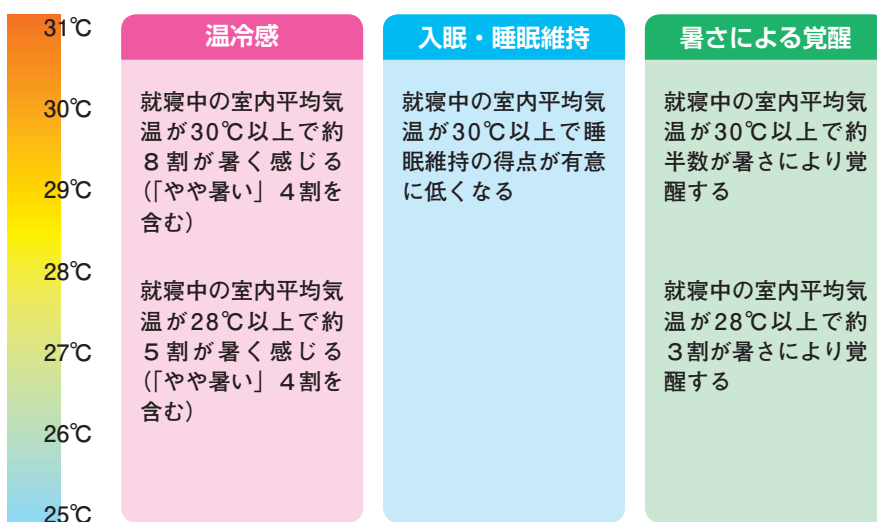 31℃
30℃
29℃
28℃
27℃
26℃
25℃
温冷感
就寝中の室内平均気
温が30℃以上で約
８割が暑く感じる
（「やや暑い」４割を
含む）
就寝中の室内平均気
温が28℃以上で約
５割が暑く感じる
（「やや暑い」４割を
含む）
入眠・睡眠維持
就寝中の室内平均気
温が30℃以上で睡
眠維持の得点が有意
に低くなる
暑さによる覚醒
就寝中の室内平均気
温が30℃以上で約
半数が暑さにより覚
醒する
就寝中の室内平均気
温が28℃以上で約
３割が暑さにより覚
醒する